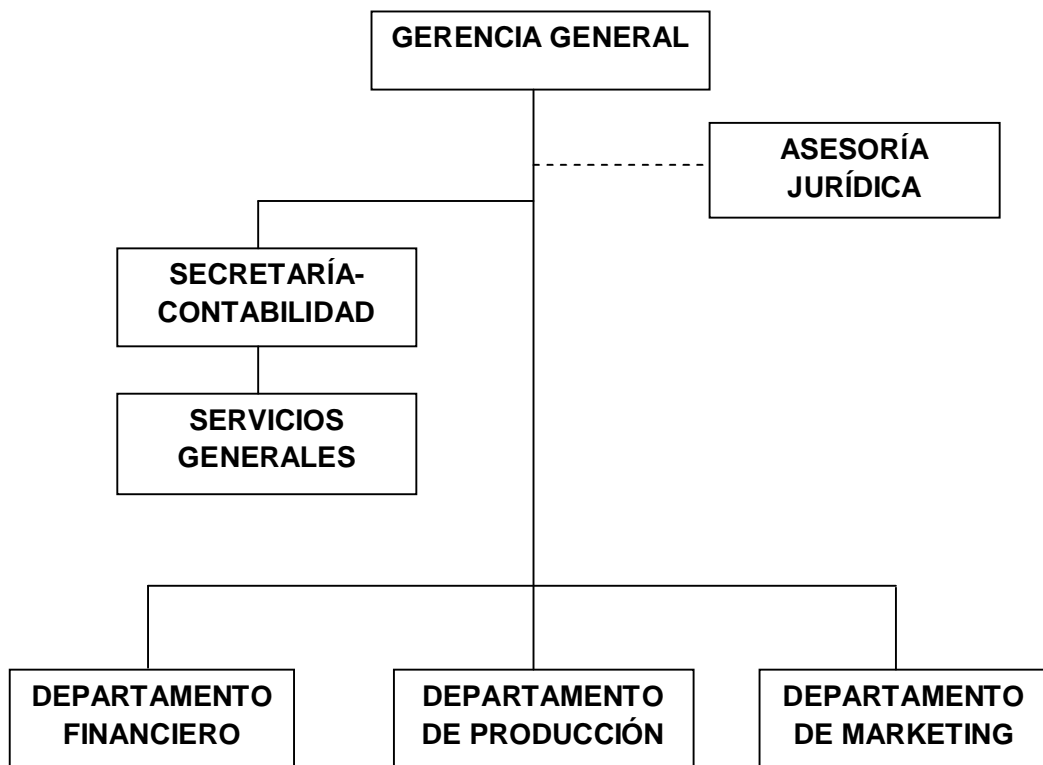 GERENCIA GENERAL
ASESORÍA
JURÍDICA
SECRETARÍA-
CONTABILIDAD
SERVICIOS
GENERALES
DEPARTAMENTO
FINANCIERO
DEPARTAMENTO
DE PRODUCCIÓN
DEPARTAMENTO
DE MARKETING